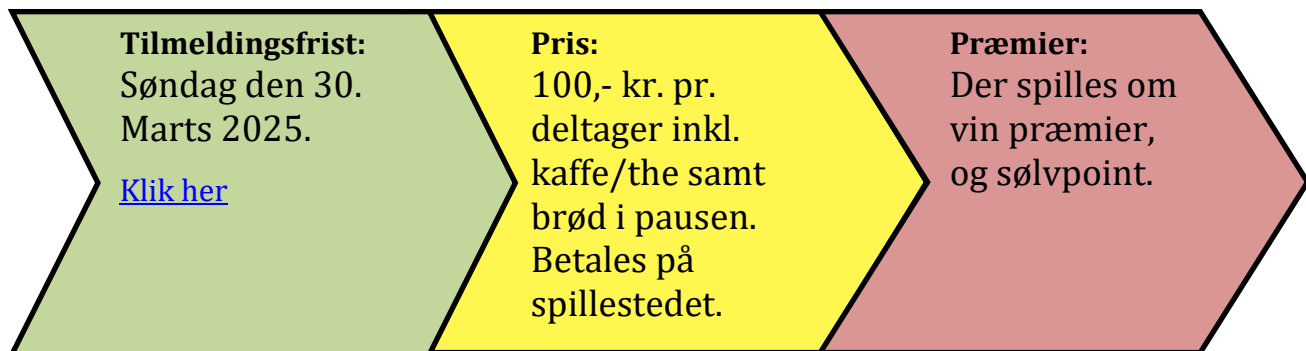 Tilmeldingsfrist:
Søndag den 30.
Marts 2025.
Klik her
Pris:
100,- kr. pr.
deltager inkl.
kaffe/the samt
brød i pausen.
Betales på
spillestedet.
Præmier:
Der spilles om
vin præmier,
og sølvpoint.